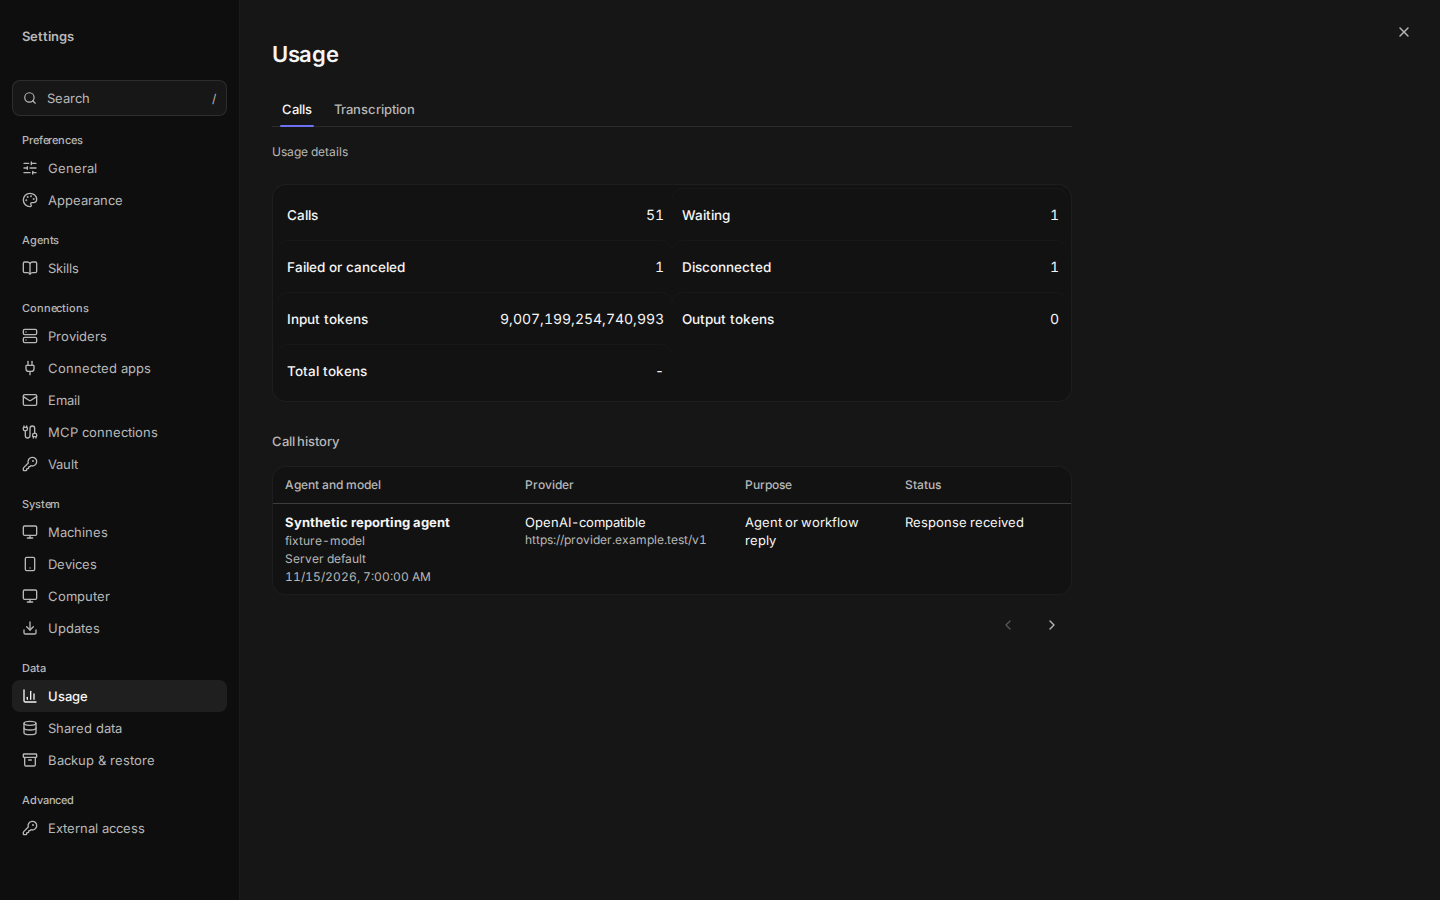 Settings
Search /
Preferences
General
Appearance
Agents
Skills
Connections
Providers
Connected apps
Email
MCP connections
Vault
System
Machines
Devices
Computer
Updates
Data
Usage
Shared data
Backup & restore
Advanced
External access
Usage
Calls Transcription
Usage details
Calls 51 Waiting 1
Failed or canceled 1 Disconnected 1
Input tokens 9,007,199,254,740,993 Output tokens 0
Total tokens -
Call history
Agent and model Provider Purpose Status
Synthetic reporting agent OpenAI-compatible Agent or workflow Response received
fixture-model https://provider.example.test/v1 reply
Server default
11/15/2026, 7:00:00 AM